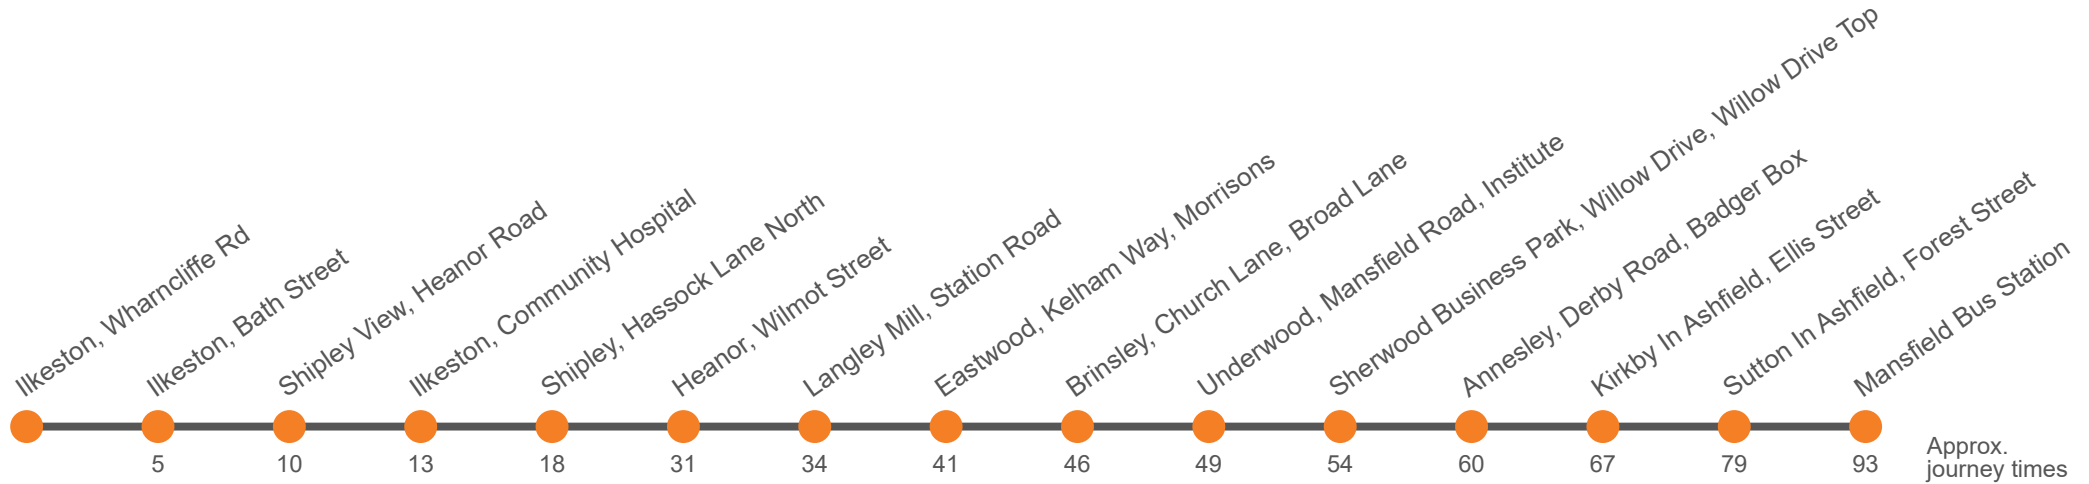 Ilkeston, Wharncliffe Rd
Ilkeston, Bath Street
Shipley View, Heanor Road
Ilkeston, Community Hospital
Shipley, Hassock Lane North
Heanor, Wilmot Street
Langley Mill, Station Road
Eastwood, Kelham Way, Morrisons
Brinsley, Church Lane, Broad Lane
Underwood, Mansfield Road, Institute
Sherwood Business Park, Willow Drive, Willow Drive Top
Annesley, Derby Road, Badger Box
Kirkby In Ashfield, Ellis Street
Sutton In Ashfield, Forest Street
Mansfield Bus Station
5 10 13 18 31 34 41 46 49 54 60 67 79 93
Approx.
journey times